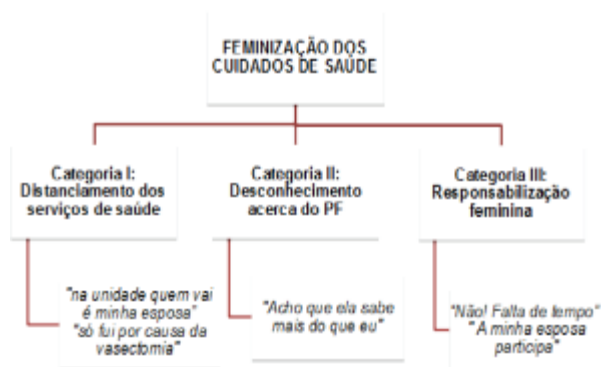 FEMINIZAÇÃO DOS
CUIDADOS DE SAÚDE
Categoria I:
Distanciamento dos
serviços de saúde
Categoria II:
Desconhecimento
acerca do PF
Categoria III:
Responsabilização
feminina
"na unidade quem vai
é minha esposa"
"só fui por causa da
vasectomia"
"Acho que ela sabe
mais do que eu"
"Não! Falta de tempo"
" A minha esposa
participa"